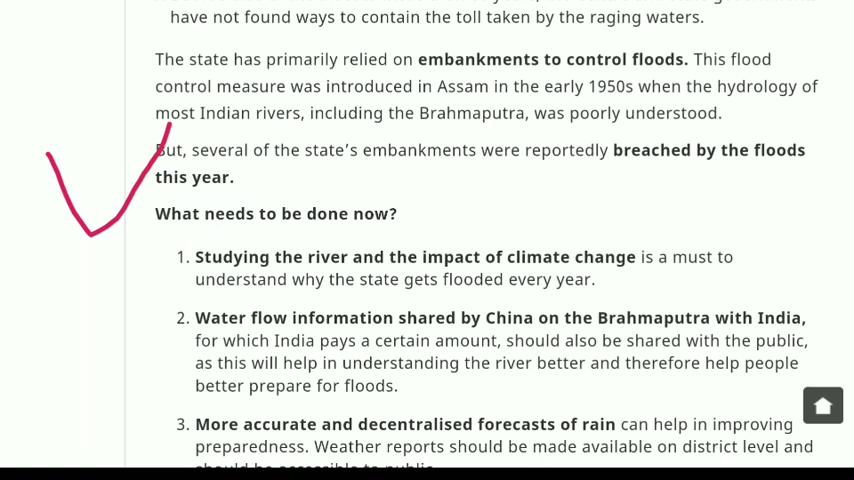 have not found ways to contain the toll taken by the raging waters.
The state has primarily relied on embankments to control floods. This flood
control measure was introduced in Assam in the early 1950s when the hydrology of
most Indian rivers, including the Brahmaputra, was poorly understood.
But, several of the state’s embankments were reportedly breached by the floods
this year.
What needs to be done now?
1. Studying the river and the impact of climate change is a must to
understand why the state gets flooded every year.
2. Water flow information shared by China on the Brahmaputra with India,
for which India pays a certain amount, should also be shared with the public,
as this will help in understanding the river better and therefore help people
better prepare for floods.
3. More accurate and decentralised forecasts of rain can help in improving
preparedness. Weather reports should be made available on district level and
should be accessible to public